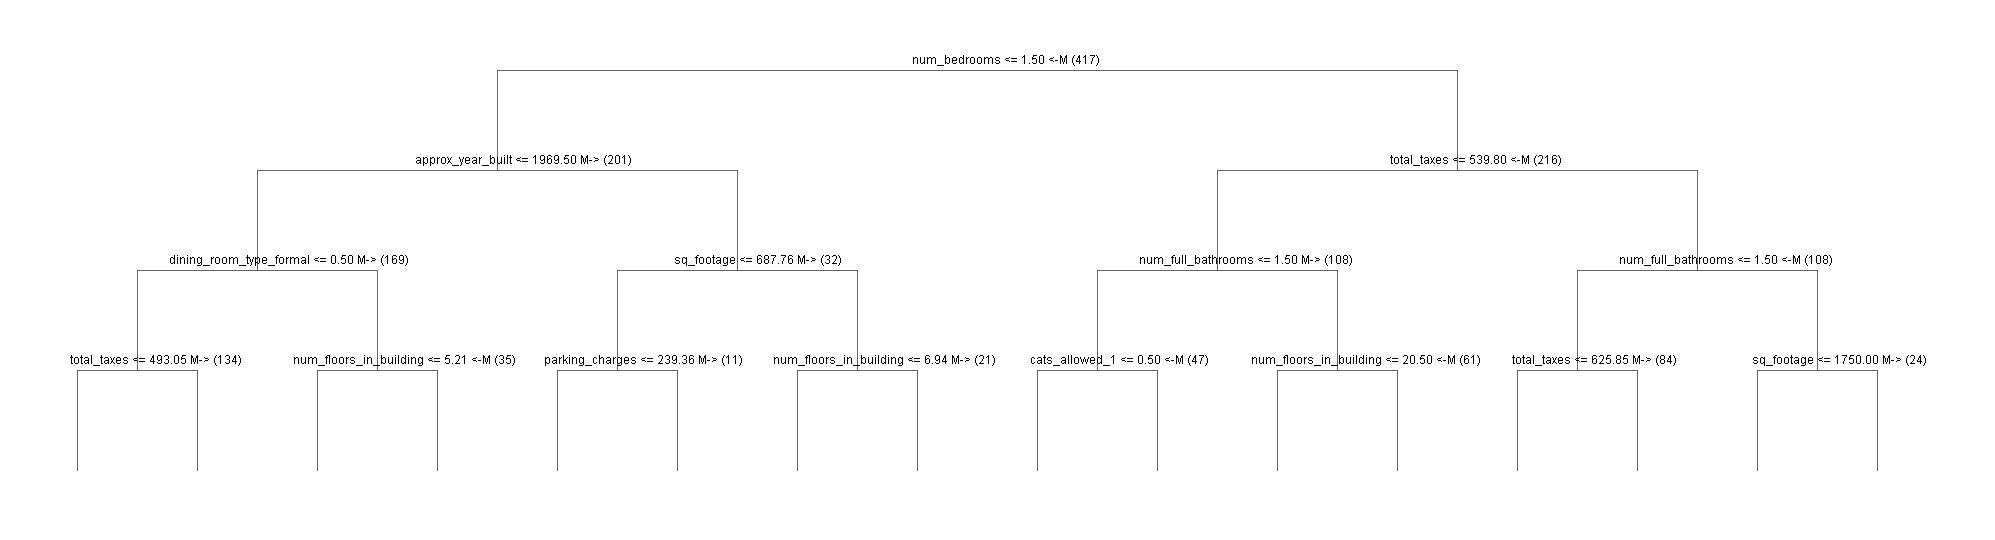 num_bedrooms <= 1.50 <-M (417)
approx_year_built <= 1969.50 M-> (201)
total_taxes <= 539.80 <-M (216)
dining_room_type_formal <= 0.50 M-> (169)
sq_footage <= 687.76 M-> (32)
num_full_bathrooms <= 1.50 M-> (108)
num_full_bathrooms <= 1.50 <-M (108)
total_taxes <= 493.05 M-> (134)
num_floors_in_building <= 5.21 <-M (35)
parking_charges <= 239.36 M-> (11)
num_floors_in_building <= 6.94 M-> (21)
cats_allowed_1 <= 0.50 <-M (47)
num_floors_in_building <= 20.50 <-M (61)
total_taxes <= 625.85 M-> (84)
sq_footage <= 1750.00 M-> (24)